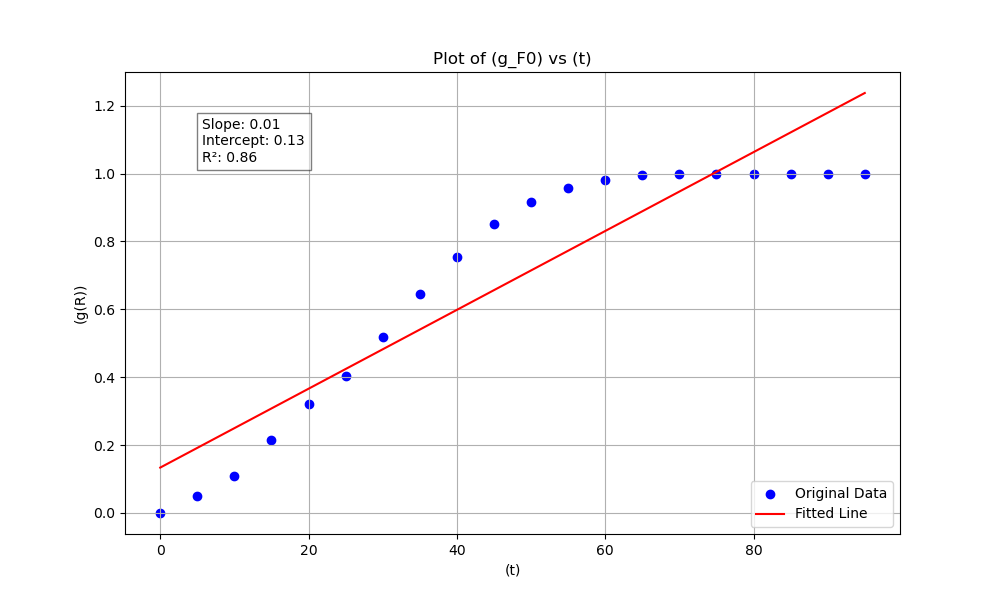 Plot of (g_F0) vs (t)
Slope: 0.01
Intercept: 0.13
R²: 0.86
(g(R))
1.2
1.0
0.8
0.6
0.4
0.2
0.0
Original Data
Fitted Line
0 20 40 60 80
(t)